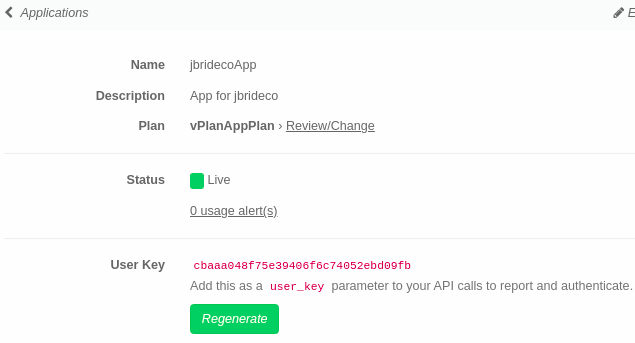 Applications
Name jbridecoApp
Description App for jbrideco
Plan vPlanAppPlan › Review/Change
Status Live
0 usage alert(s)
User Key cbaaa048f75e39406f6c74052ebd09fb
Add this as a user_key parameter to your API calls to report and authenticate.
Regenerate